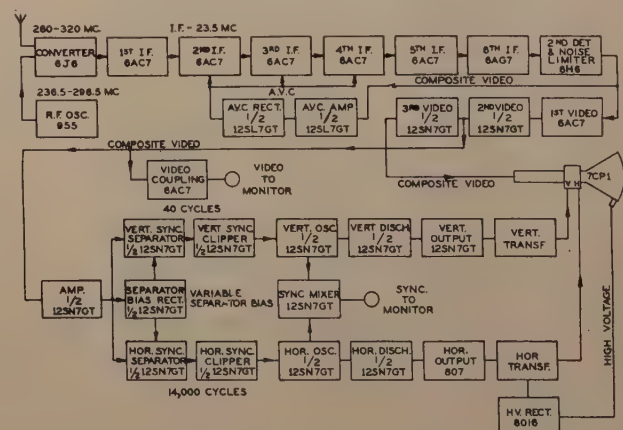 260-320 MC.
I.F. - 23.5 MC
CONVERTER
6J6
1ST I.F.
6AC7
2ND I.F.
6AC7
3RD I.F.
6AC7
4TH I.F.
6AC7
5TH I.F.
6AC7
6TH I.F.
6AG7
2ND DET
& NOISE
LIMITER
6H6
236.5-296.5 MC
R.F. OSC.
955
A.V.C
A.V.C RECT.
1/2
12SL7GT
A.V.C. AMP
1/2
12SL7GT
COMPOSITE VIDEO
3RD VIDEO
1/2
12SN7GT
2ND VIDEO
1/2
12SN7GT
1ST VIDEO
6AC7
COMPOSITE VIDEO
VIDEO
COUPLING
6AC7
VIDEO
TO
MONITOR
COMPOSITE VIDEO
V H
7CP1
40 CYCLES
VERT. SYNC.
SEPARATOR
1/2 12SN7GT
VERT SYNC
CLIPPER
1/2 12SN7GT
VERT. OSC.
1/2
12SN7GT
VERT DISCH.
1/2
12SN7GT
VERT.
OUTPUT
12SN7GT
VERT.
TRANSF.
AMP.
1/2
12SN7GT
SEPARATOR
BIAS RECT.
1/2 12SN7GT
VARIABLE
SEPARATOR BIAS
SYNC MIXER
12SN7GT
SYNC.
TO
MONITOR
HOR. SYNC.
SEPARATOR
1/2 12SN7GT
HOR. SYNC.
CLIPPER
1/2 12SN7GT
HOR. OSC.
1/2
12SN7GT
HOR. DISCH.
1/2
12SN7GT
HOR.
OUTPUT
807
HOR
TRANSF.
14,000 CYCLES
HIGH VOLTAGE
H.V. RECT.
8016